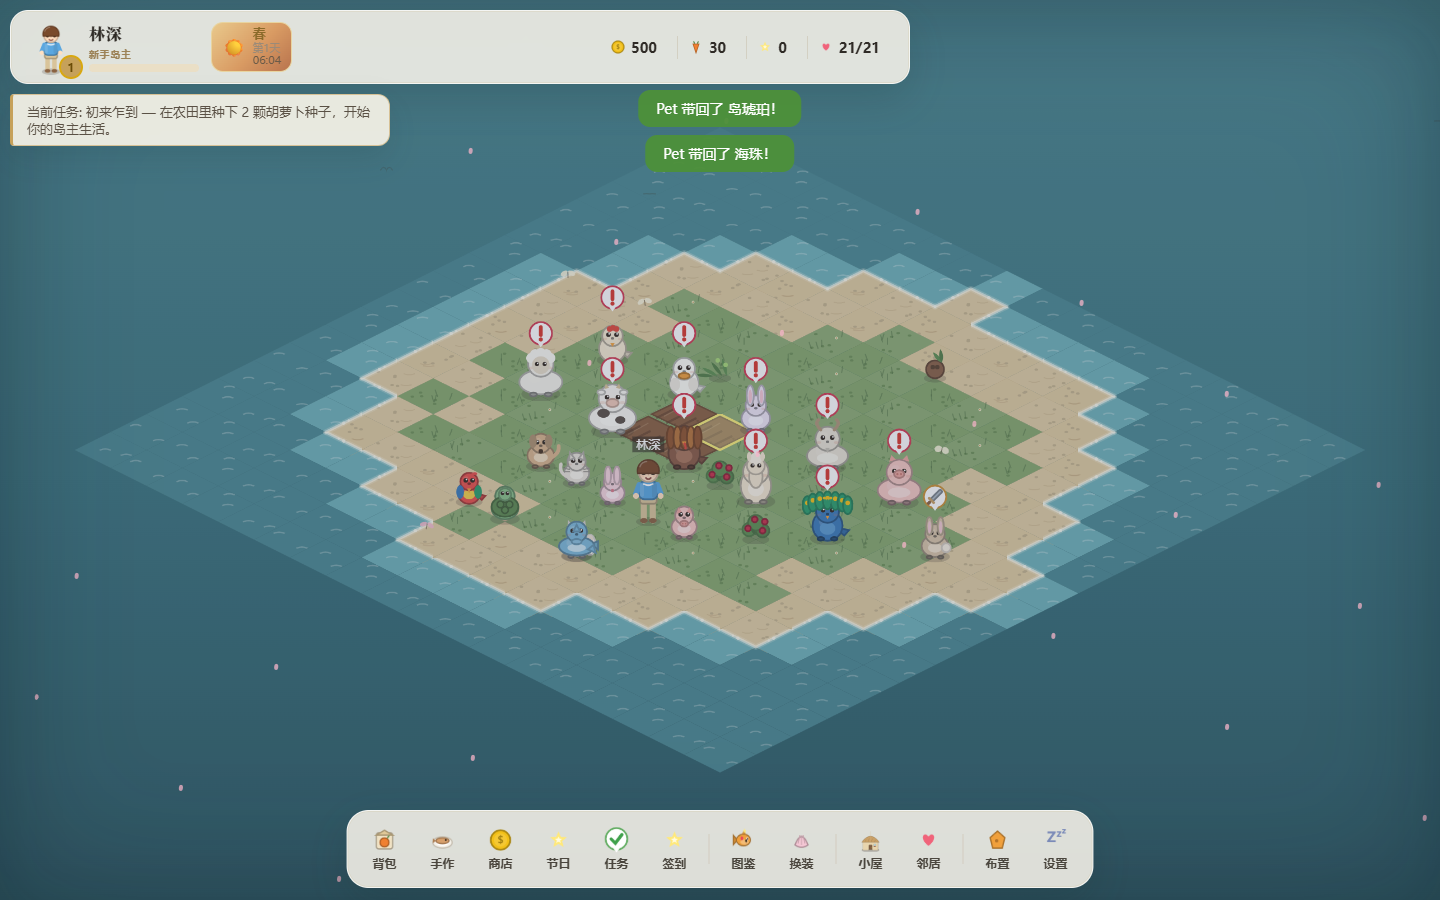 林深
新手岛主
1
春
第1天
06:04
500
30
0
21/21
当前任务: 初来乍到 — 在农田里种下 2 颗胡萝卜种子，开始
你的岛主生活。
Pet 带回了 岛琥珀！
Pet 带回了 海珠！
林深
背包
手作
商店
节日
任务
签到
图鉴
换装
小屋
邻居
布置
Zzz
设置